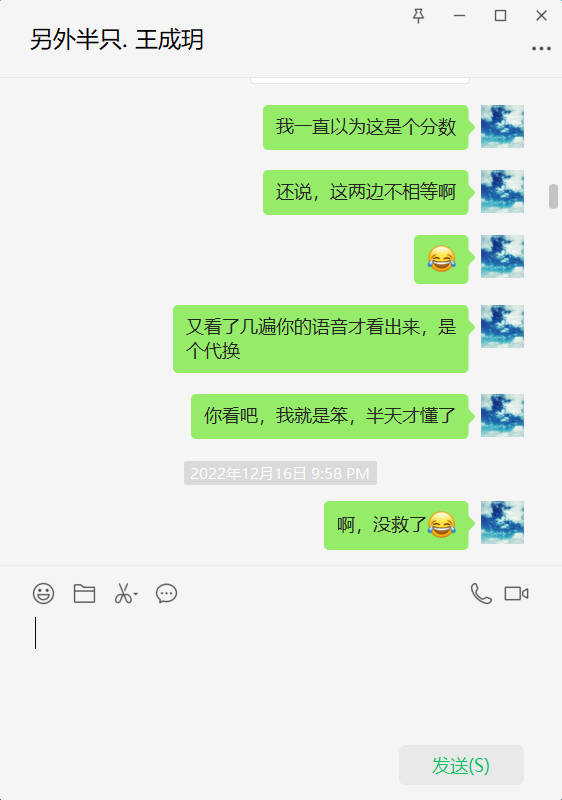 另外半只. 王成玥
我一直以为这是个分数
还说，这两边不相等啊
😂
又看了几遍你的语音才看出来，是
个代换
你看吧，我就是笨，半天才懂了
2022年12月16日 9:58 PM
啊，没救了😂
发送(S)